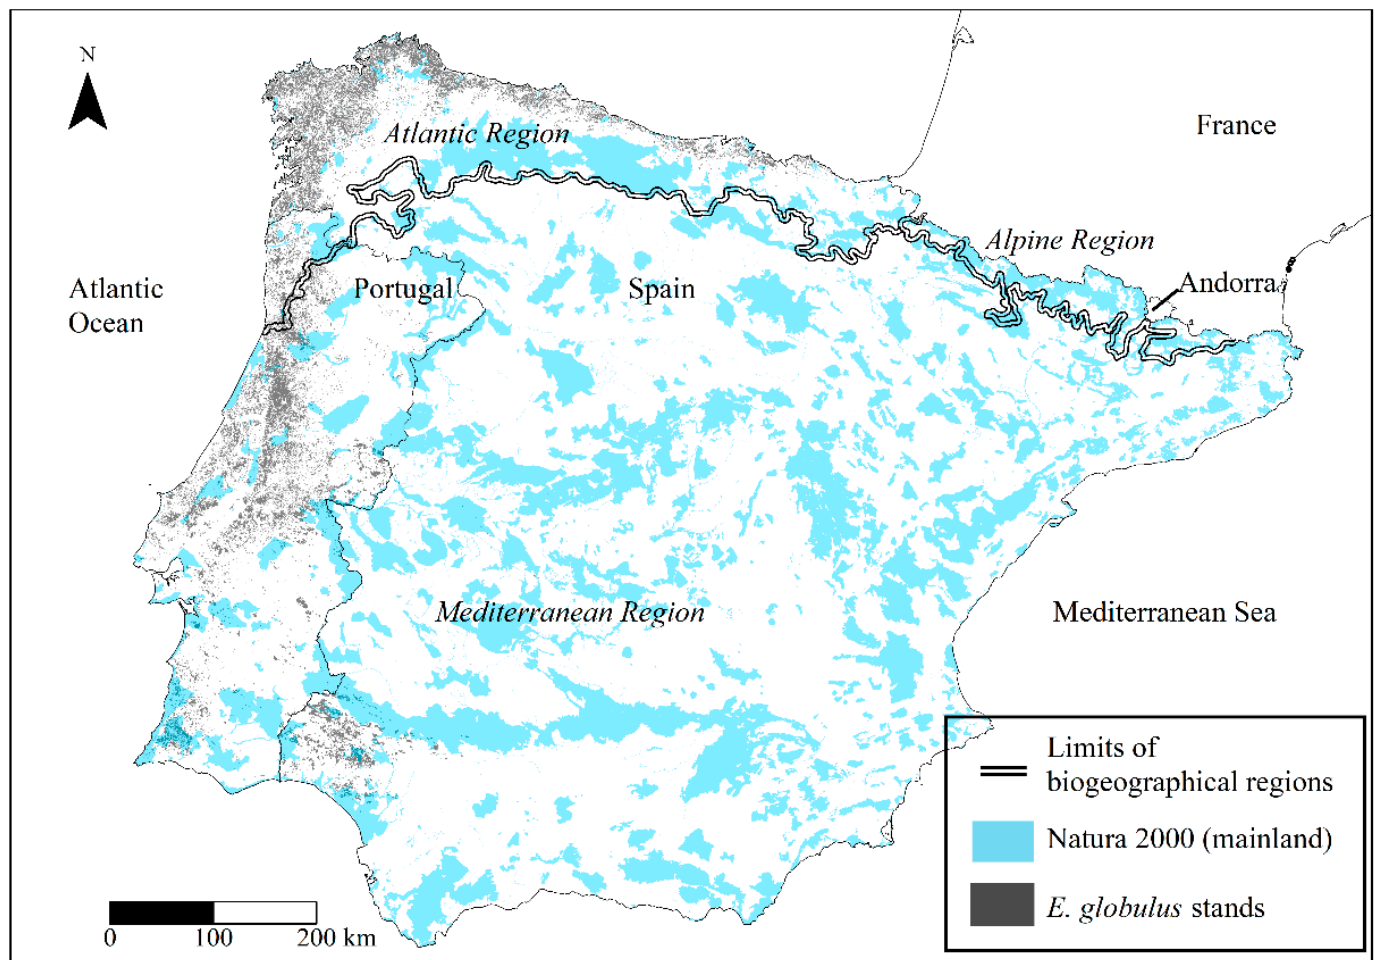 N
France
Atlantic Region
Alpine Region
Andorra
Atlantic
Ocean
Portugal
Spain
Mediterranean Region
Mediterranean Sea
Limits of
biogeographical regions
Natura 2000 (mainland)
E. globulus stands
0 100 200 km